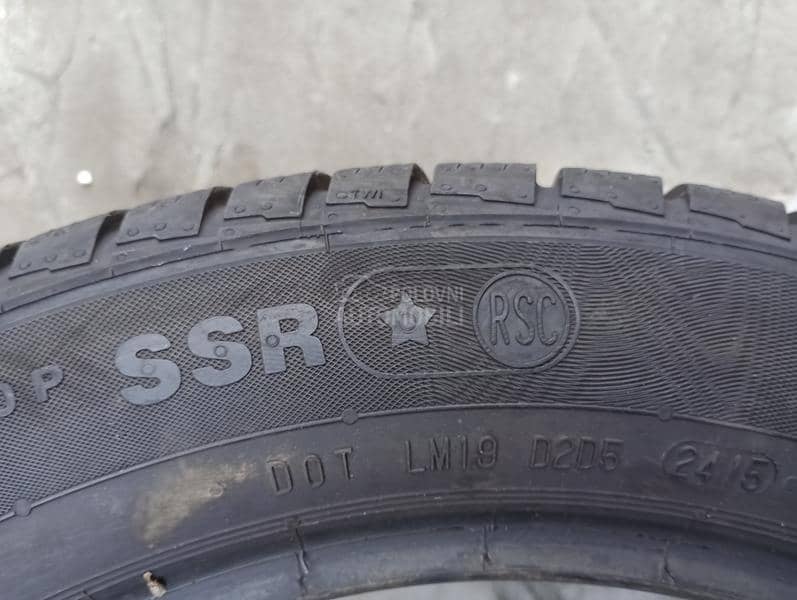 TWI
POLOVNI
AUTOMOBILI
P SSR RSC
DOT LM19 D2D5 2415